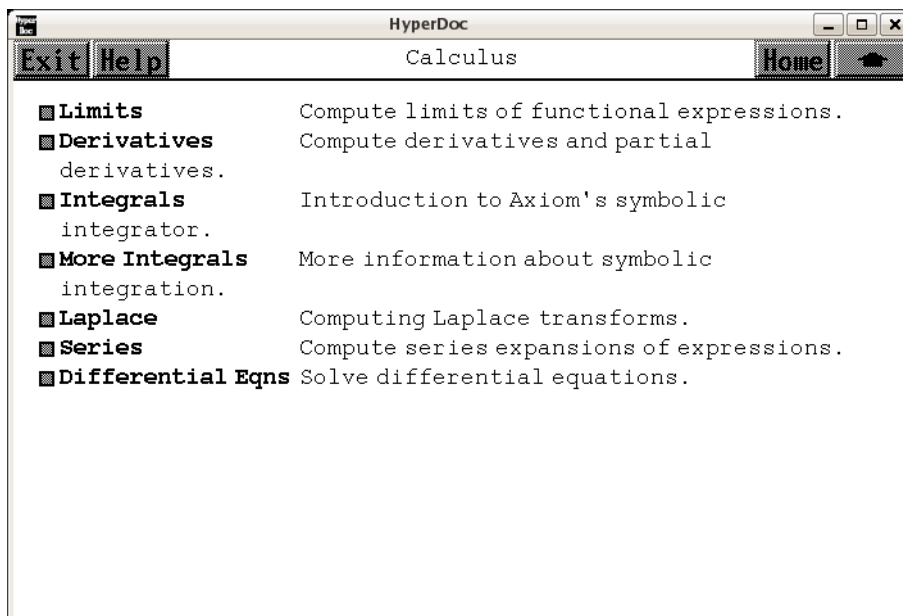 Hyper Doc HyperDoc
Exit Help Calculus Home
Limits Compute limits of functional expressions.
Derivatives Compute derivatives and partial
derivatives.
Integrals Introduction to Axiom's symbolic
integrator.
More Integrals More information about symbolic
integration.
Laplace Computing Laplace transforms.
Series Compute series expansions of expressions.
Differential Eqns Solve differential equations.